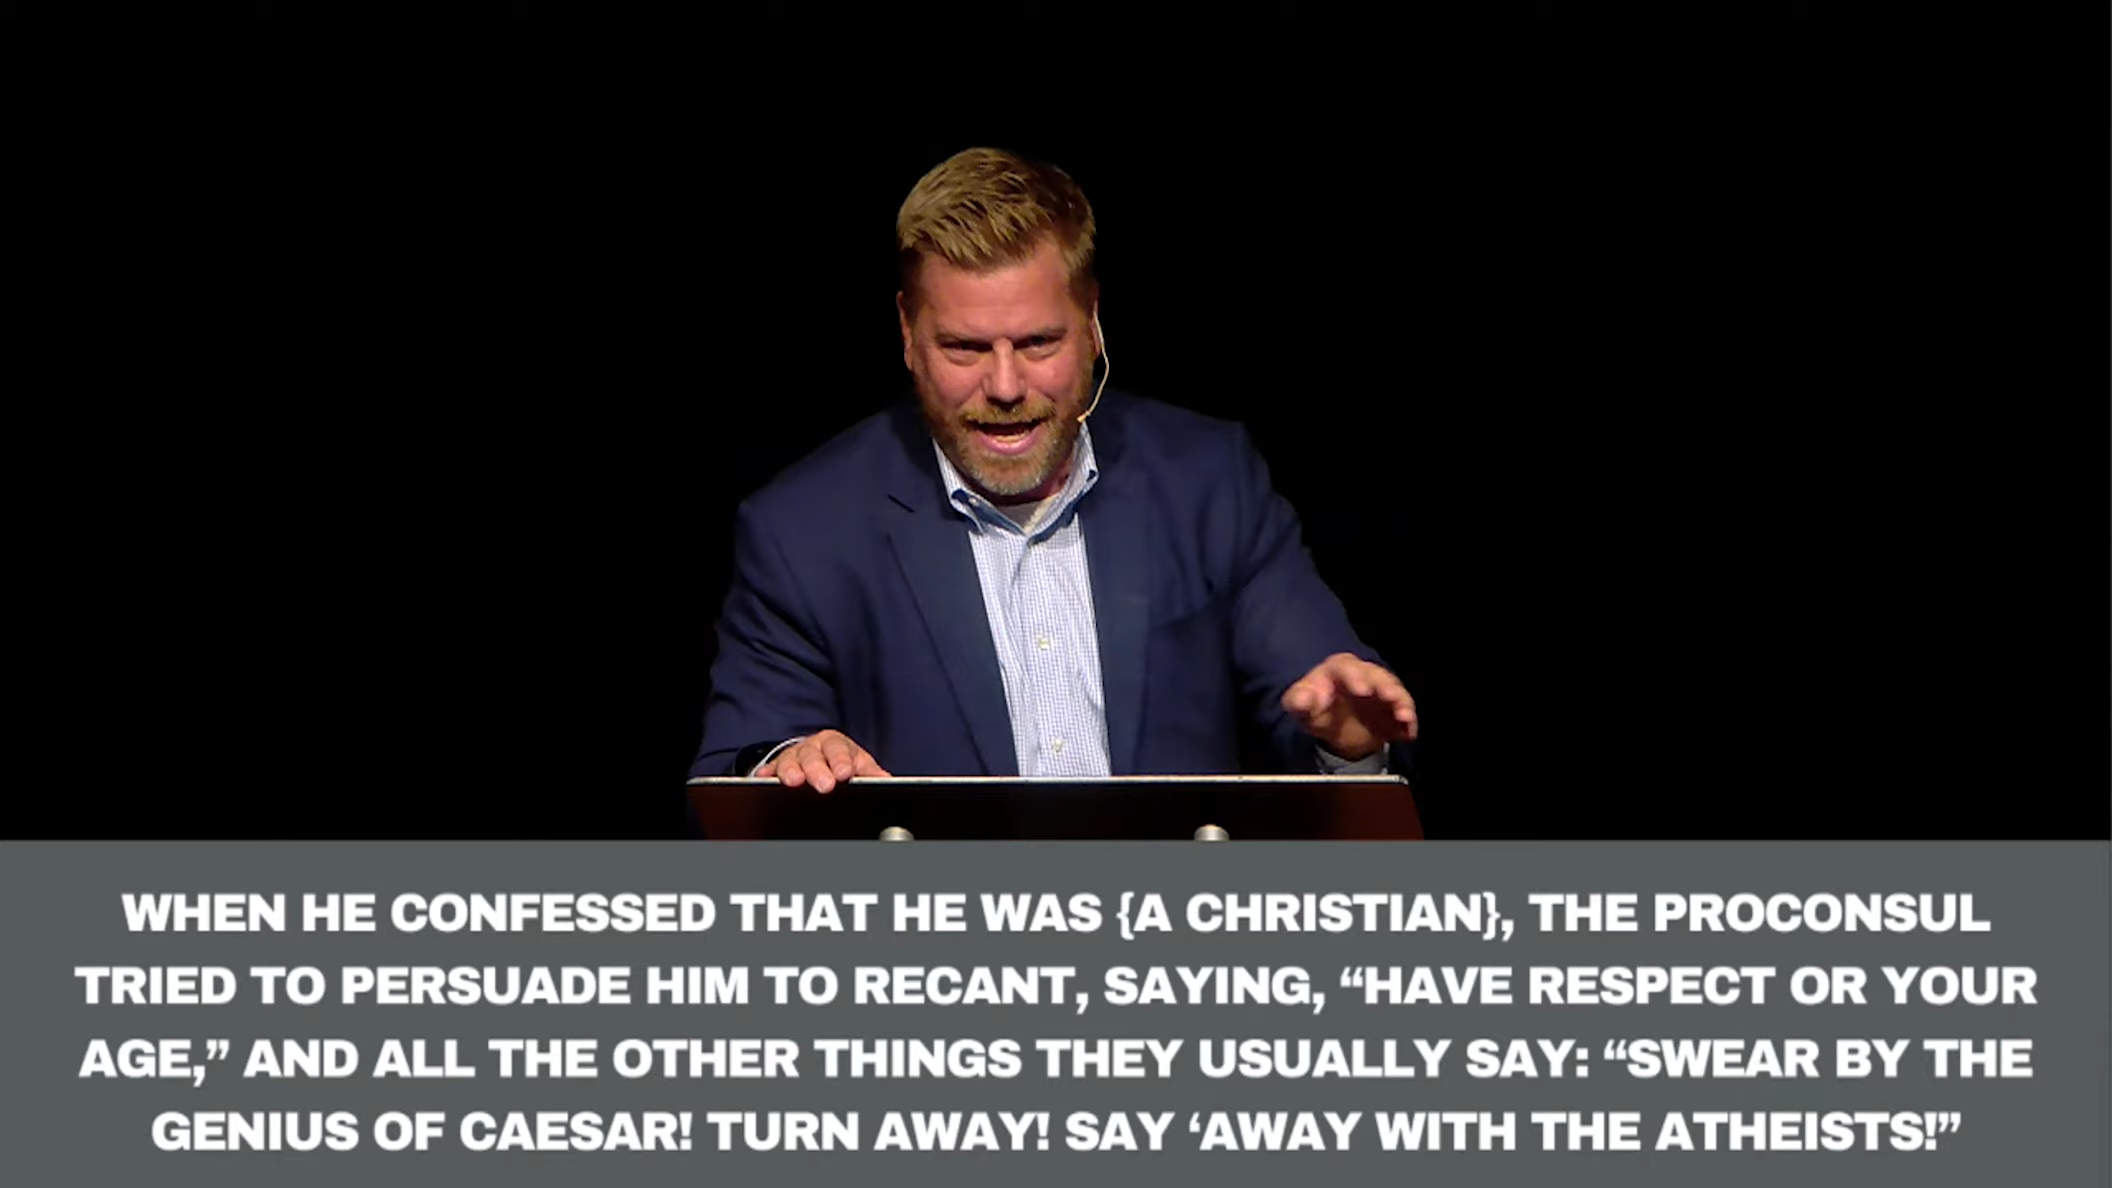 WHEN HE CONFESSED THAT HE WAS {A CHRISTIAN}, THE PROCONSUL
TRIED TO PERSUADE HIM TO RECANT, SAYING, “HAVE RESPECT OR YOUR
AGE,” AND ALL THE OTHER THINGS THEY USUALLY SAY: “SWEAR BY THE
GENIUS OF CAESAR! TURN AWAY! SAY ‘AWAY WITH THE ATHEISTS!”